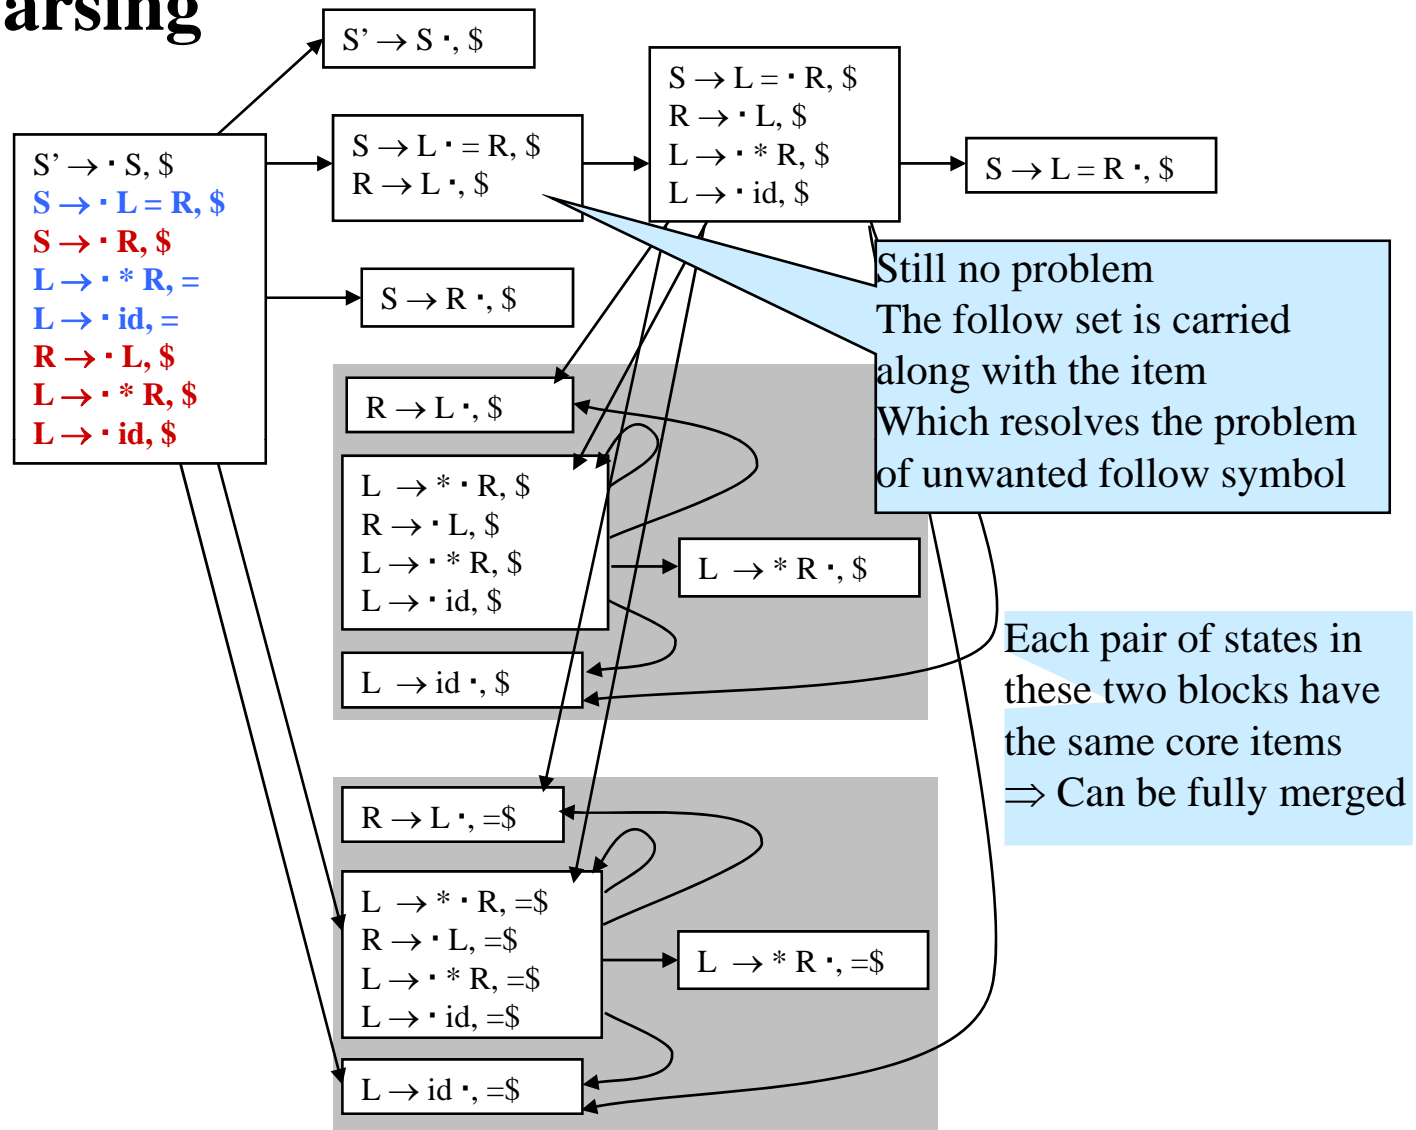 arsing
S’ → S ·, $
S’ → · S, $
S → · L = R, $
S → · R, $
L → · * R, =
L → · id, =
R → · L, $
L → · * R, $
L → · id, $
S → L · = R, $
R → L ·, $
S → L = · R, $
R → · L, $
L → · * R, $
L → · id, $
S → L = R ·, $
S → R ·, $
Still no problem
The follow set is carried
along with the item
Which resolves the problem
of unwanted follow symbol
R → L ·, $
L → * · R, $
R → · L, $
L → · * R, $
L → · id, $
L → * R ·, $
L → id ·, $
Each pair of states in
these two blocks have
the same core items
⇒ Can be fully merged
R → L ·, =$
L → * · R, =$
R → · L, =$
L → · * R, =$
L → · id, =$
L → * R ·, =$
L → id ·, =$